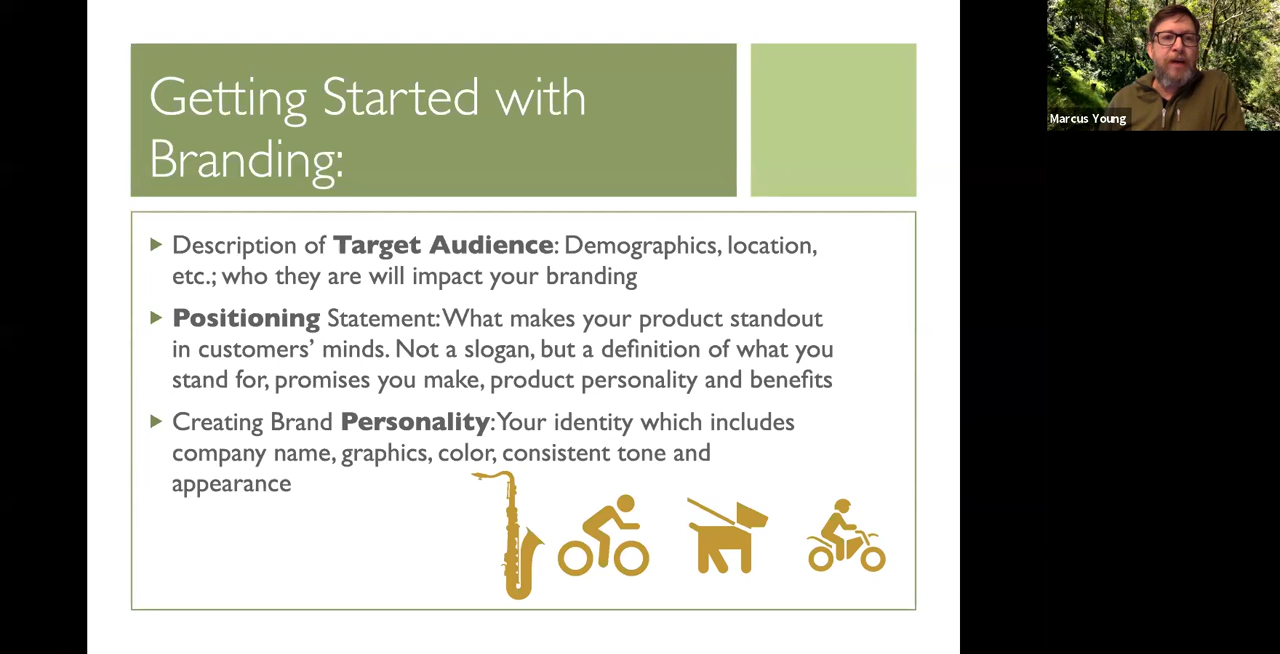 Getting Started with
Branding:
Description of Target Audience: Demographics, location,
etc.; who they are will impact your branding
Positioning Statement: What makes your product standout
in customers’ minds. Not a slogan, but a definition of what you
stand for, promises you make, product personality and benefits
Creating Brand Personality: Your identity which includes
company name, graphics, color, consistent tone and
appearance
Marcus Young